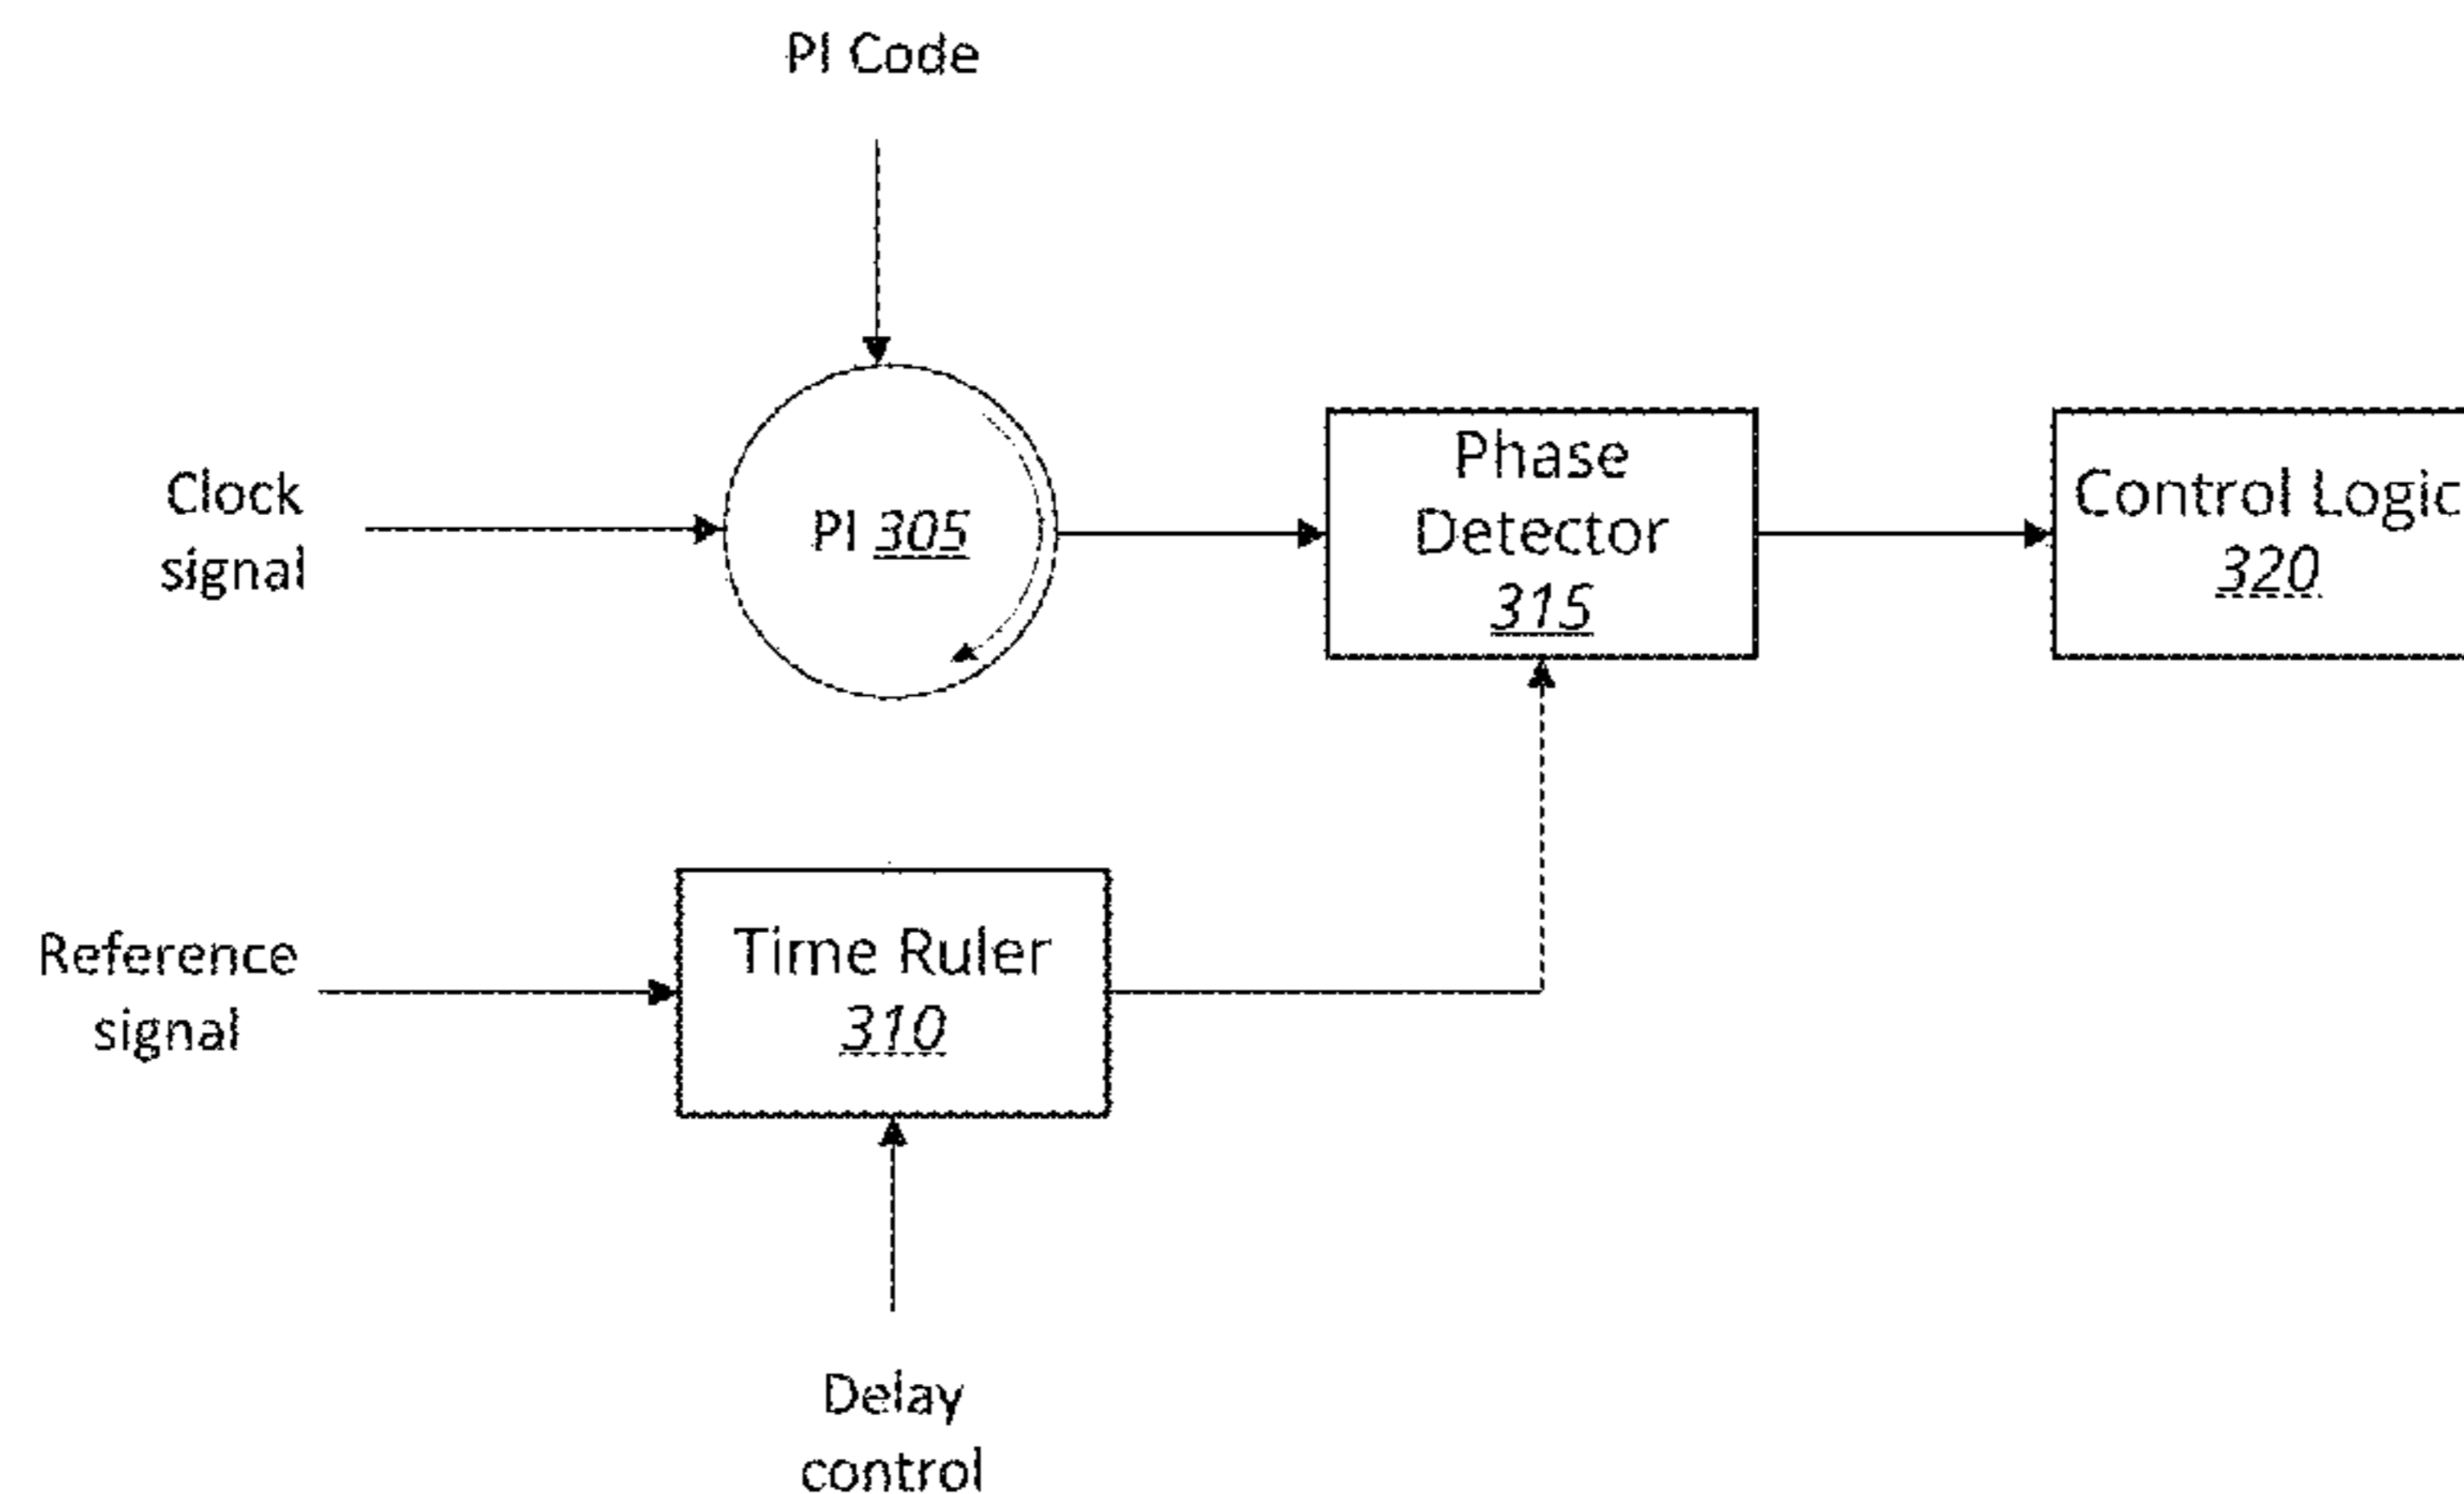 PI Code
Clock
signal
PI 305
Phase
Detector
315
Control Logic
320
Reference
signal
Time Ruler
310
Delay
control